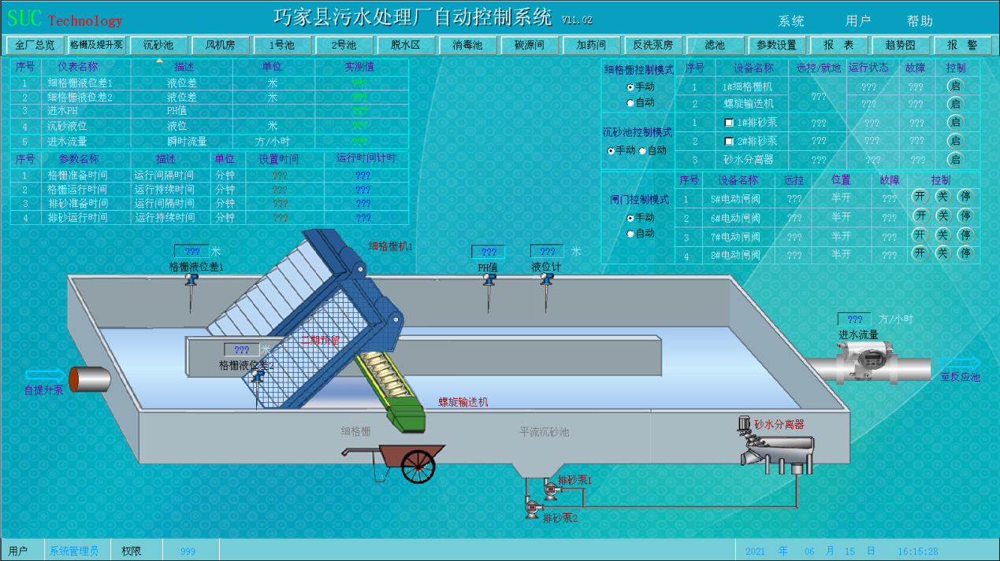 SUC Technology 巧家县污水处理厂自动控制系统 V11.02 系统 用户 帮助
全厂总览 格栅及提升泵 沉砂池 风机房 1号池 2号池 脱水区 消毒池 碳源间 加药间 反洗泵房 滤池 参数设置 报 表 趋势图 报 警
序号 仪表名称 描述 单位 实测值
1 细格栅液位差1 液位差 米 ???
2 细格栅液位差2 液位差 米 ???
3 进水PH PH值 ???
4 沉砂液位 液位 米 ???
5 进水流量 瞬时流量 方/小时 ???
序号 参数名称 描述 单位 设置时间 运行时间计时
1 格栅准备时间 运行间隔时间 分钟 ??? ???
2 格栅运行时间 运行持续时间 分钟 ??? ???
3 排砂准备时间 运行间隔时间 分钟 ??? ???
4 排砂运行时间 运行持续时间 分钟 ??? ???
细格栅控制模式
手动
自动
沉砂池控制模式
手动 自动
闸门控制模式
手动
自动
序号 设备名称 远控/就地 运行状态 故障 控制
1 1#细格栅机 ??? ??? ??? 启
2 螺旋输送机 ??? ??? 启
1 1#排砂泵 ??? ??? ??? 启
2 2#排砂泵 ??? ??? ??? 启
3 砂水分离器 ??? ??? ??? 启
序号 设备名称 远控 位置 故障 控制
1 5#电动闸阀 ??? 半开 ??? 开 关 停
2 6#电动闸阀 ??? 半开 ??? 开 关 停
3 7#电动闸阀 ??? 半开 ??? 开 关 停
4 8#电动闸阀 ??? 半开 ??? 开 关 停
细格栅机1
??? 米
格栅液位差1
???
PH值
??? 米
液位计
??? 方/小时
进水流量
二期预留
??? 米
格栅液位差2
自提升泵
至反应池
螺旋输送机
细格栅
平流沉砂池
砂水分离器
排砂泵1
排砂泵2
用户 系统管理员 权限 999 2021 年 06 月 15 日 16:15:28